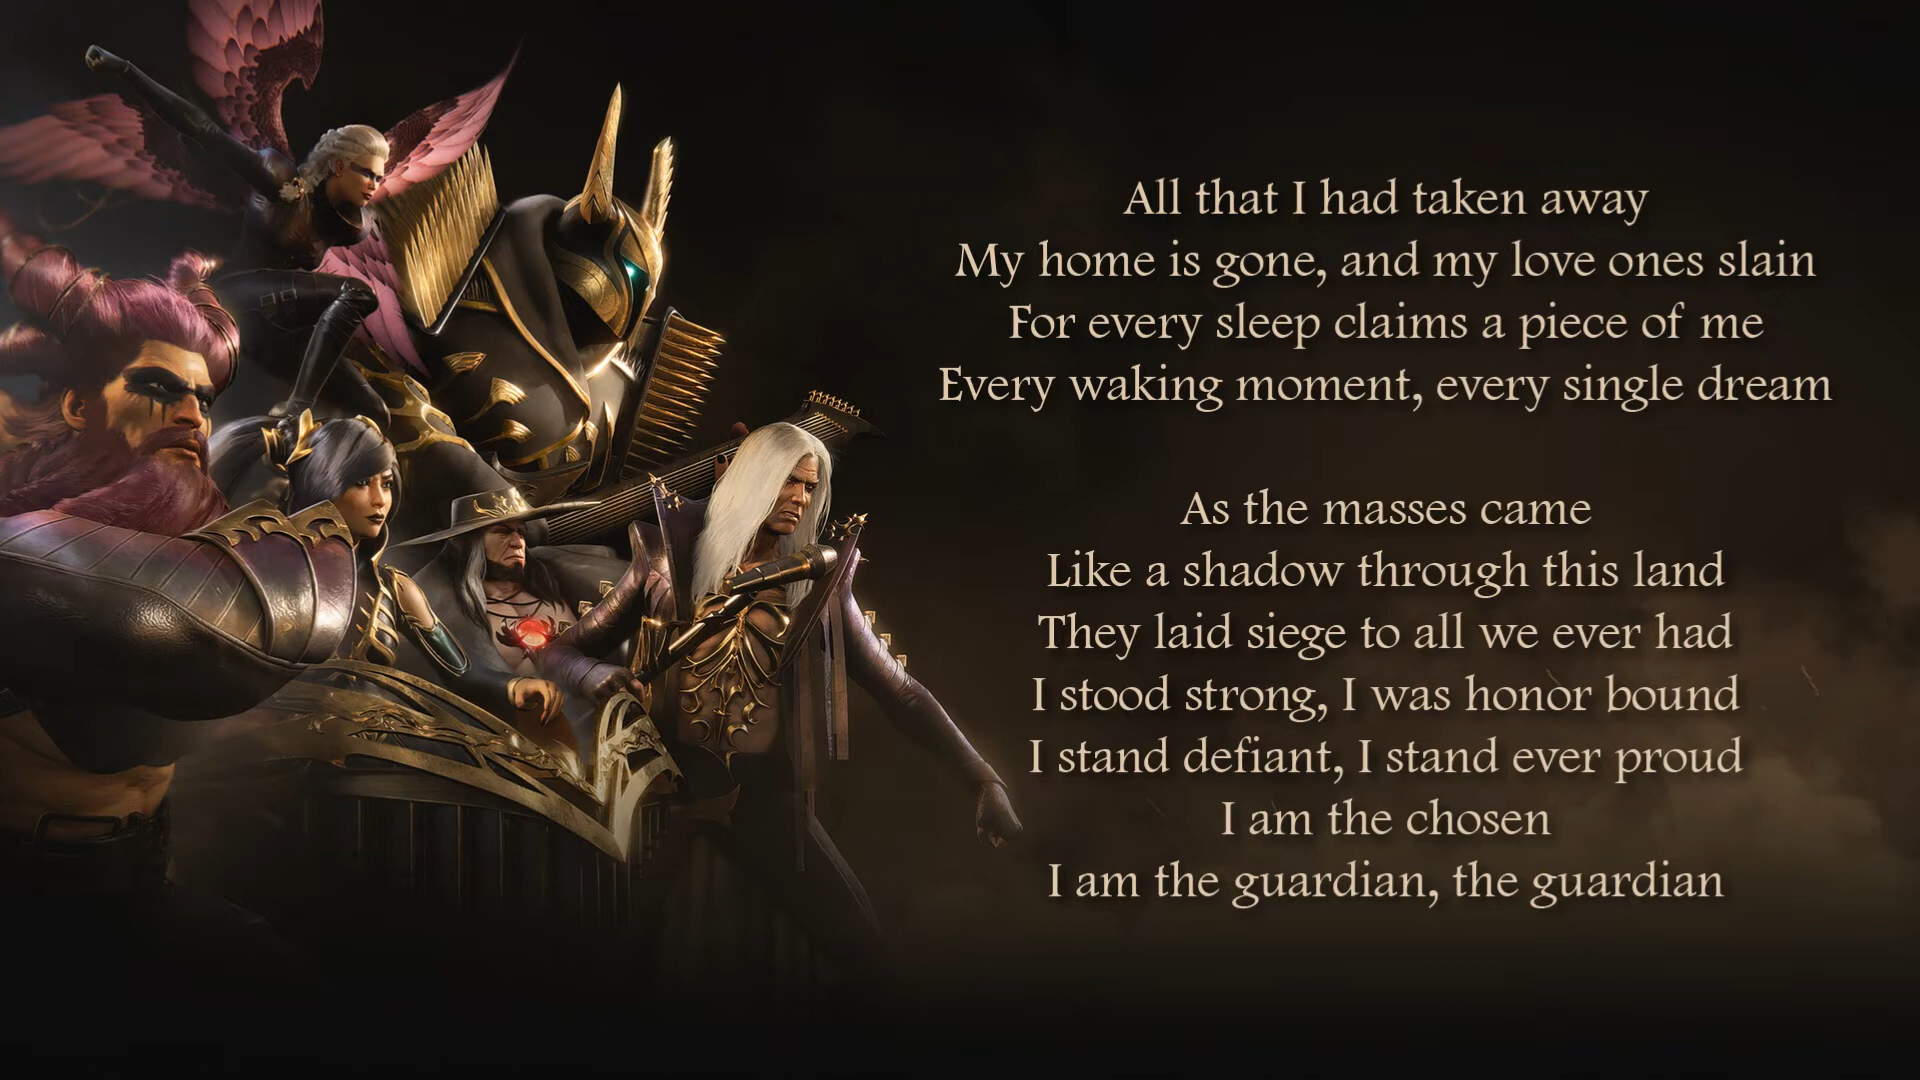 All that I had taken away
My home is gone, and my love ones slain
For every sleep claims a piece of me
Every waking moment, every single dream
As the masses came
Like a shadow through this land
They laid siege to all we ever had
I stood strong, I was honor bound
I stand defiant, I stand ever proud
I am the chosen
I am the guardian, the guardian